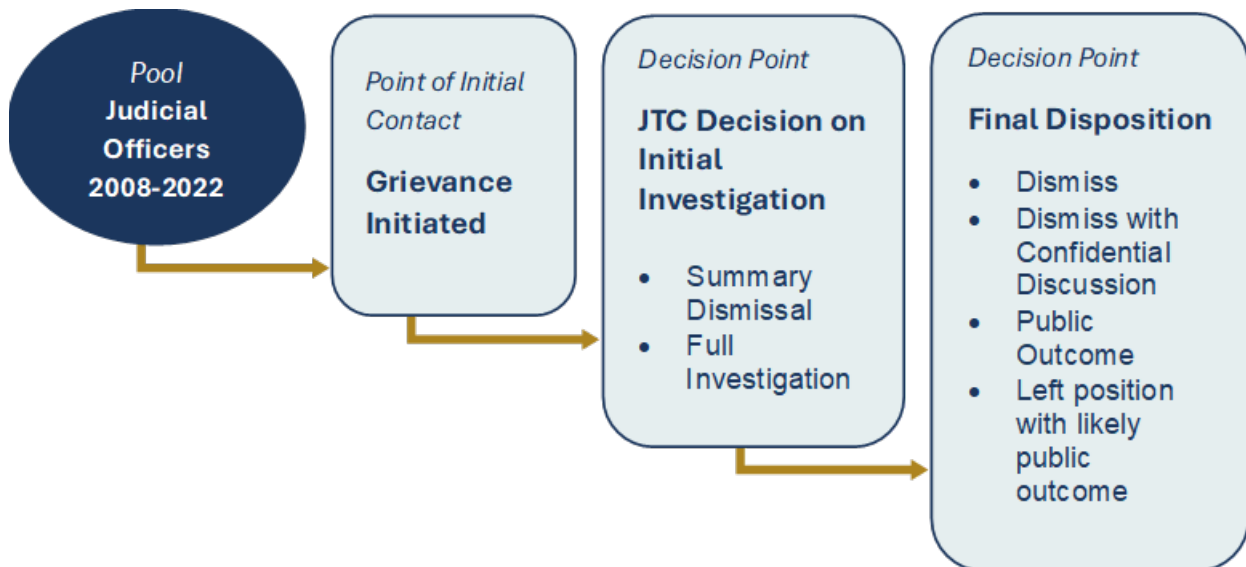 Pool
Judicial
Officers
2008-2022
Point of Initial
Contact
Grievance
Initiated
Decision Point
JTC Decision on
Initial
Investigation
• Summary
Dismissal
• Full
Investigation
Decision Point
Final Disposition
• Dismiss
• Dismiss with
Confidential
Discussion
• Public
Outcome
• Left position
with likely
public
outcome